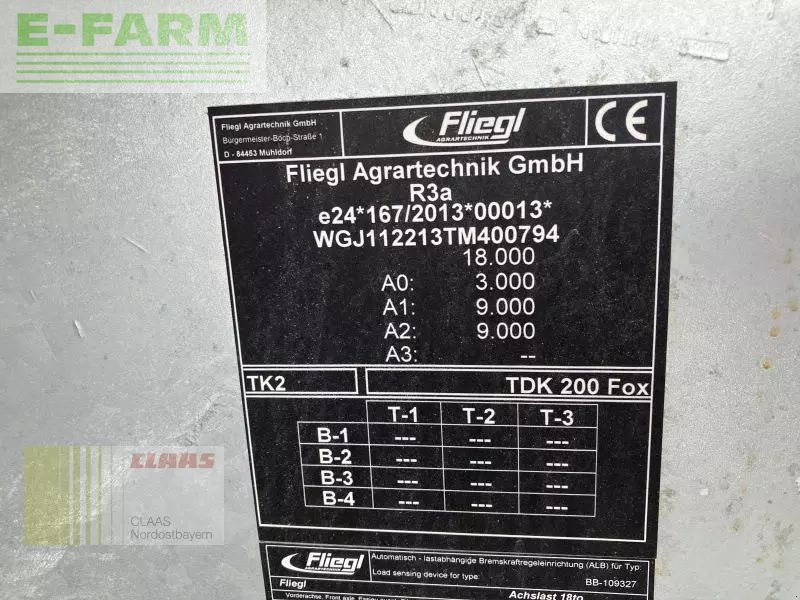 E-FARM
Fliegl Agrartechnik GmbH
Bürgermeister-Boch-Straße 1
D - 84453 Mühldorf
Fliegl
AGRARTECHNIK
CE
Fliegl Agrartechnik GmbH
R3a
e24*167/2013*00013*
WGJ112213TM400794
18.000
A0: 3.000
A1: 9.000
A2: 9.000
A3: --
TK2 TDK 200 Fox
T-1 T-2 T-3
B-1 --- --- ---
B-2 --- --- ---
B-3 --- --- ---
B-4 --- --- ---
CLAAS
CLAAS
Nordostbayern
Fliegl
AGRARTECHNIK
Automatisch - lastabhängige Bremskraftregeleinrichtung (ALB) für Typ:
Load sensing device for type:
BB-109327
Fliegl
Achslast 18to